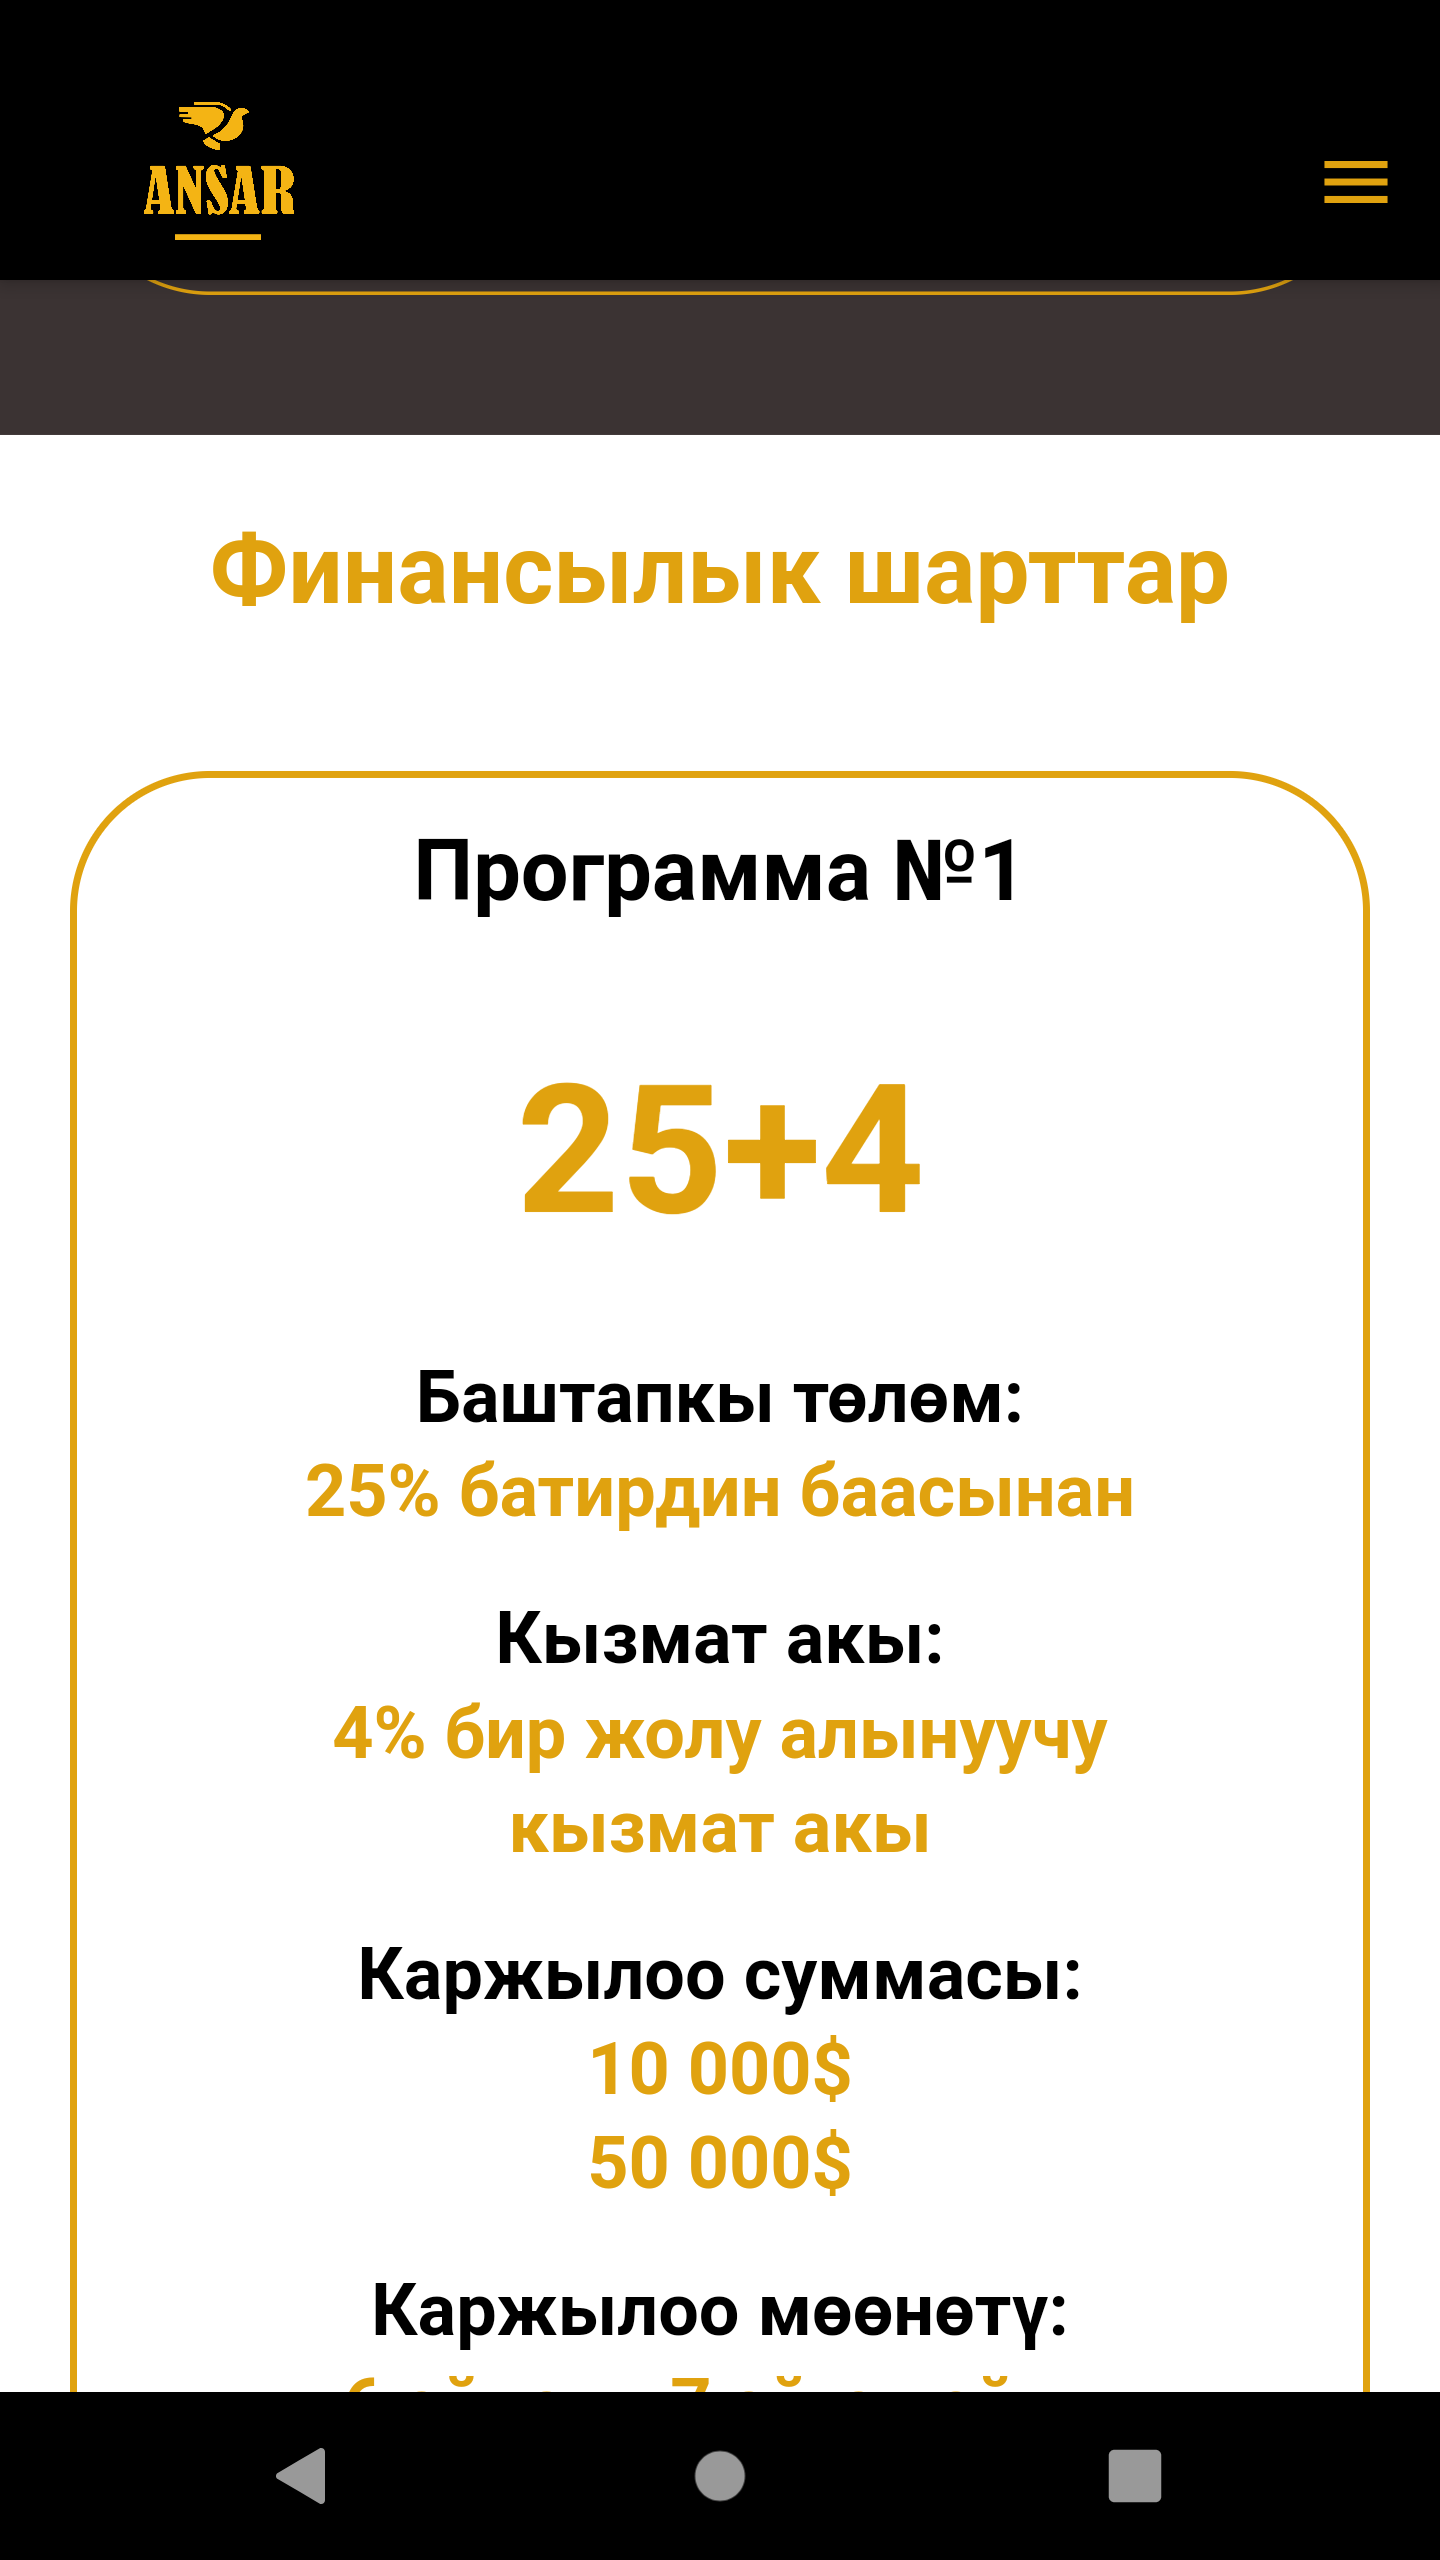 ANSAR
Финансылык шарттар
Программа №1
25+4
Баштапкы төлөм:
25% батирдин баасынан
Кызмат акы:
4% бир жолу алынуучу
кызмат акы
Каржылоо суммасы:
10 000$
50 000$
Каржылоо мөөнөтү: